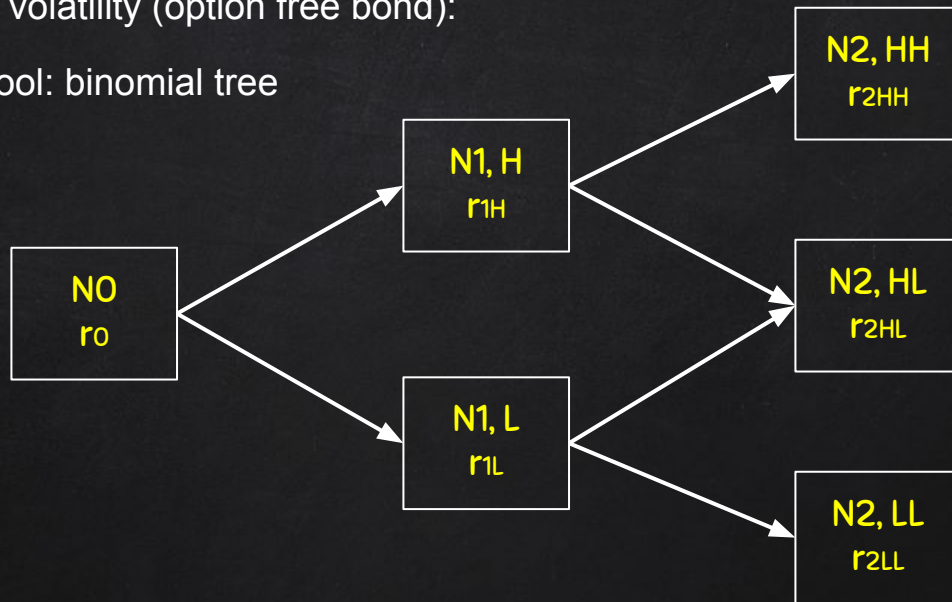 volatility (option free bond):
ool: binomial tree
N2, HH
r2HH
N1, H
r1H
N0
r0
N2, HL
r2HL
N1, L
r1L
N2, LL
r2LL